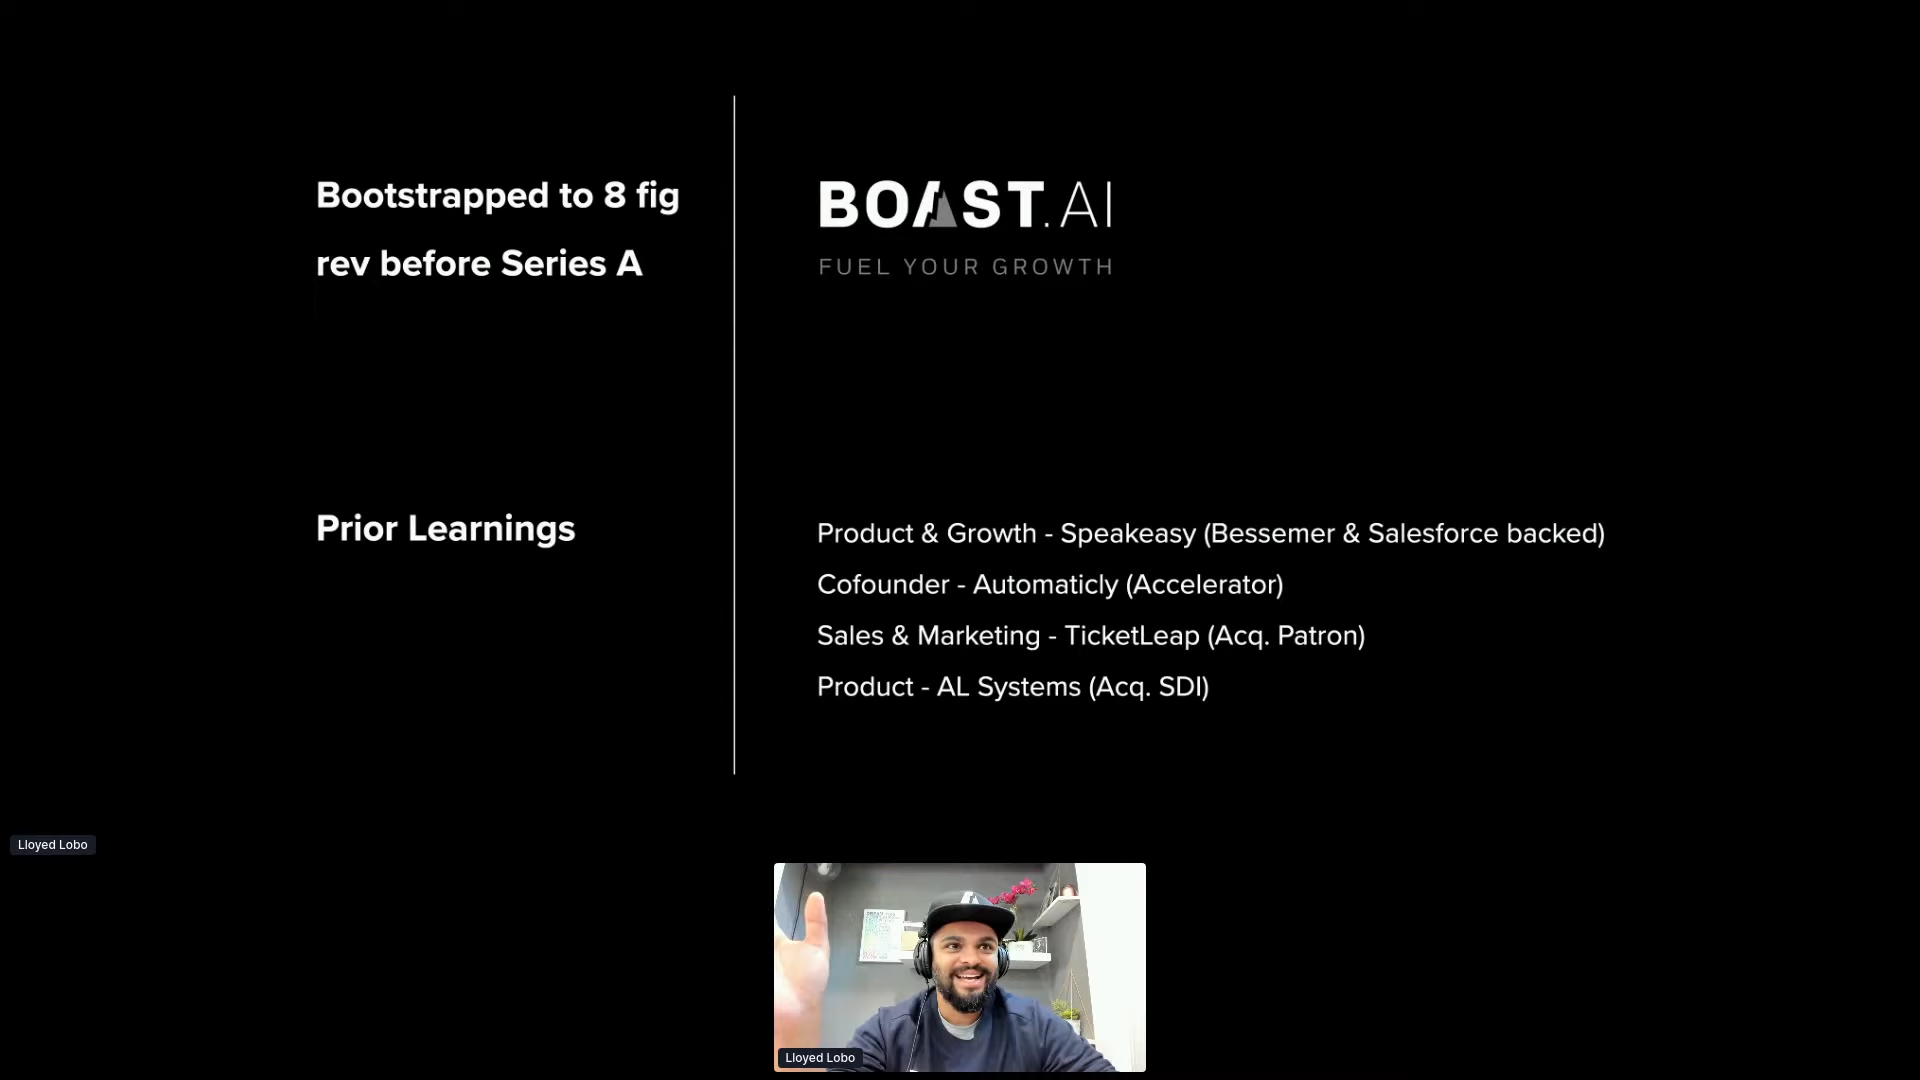 Bootstrapped to 8 fig
rev before Series A
BOAST.AI
FUEL YOUR GROWTH
Prior Learnings
Product & Growth - Speakeasy (Bessemer & Salesforce backed)
Cofounder - Automaticly (Accelerator)
Sales & Marketing - TicketLeap (Acq. Patron)
Product - AL Systems (Acq. SDI)
Lloyed Lobo
Lloyed Lobo